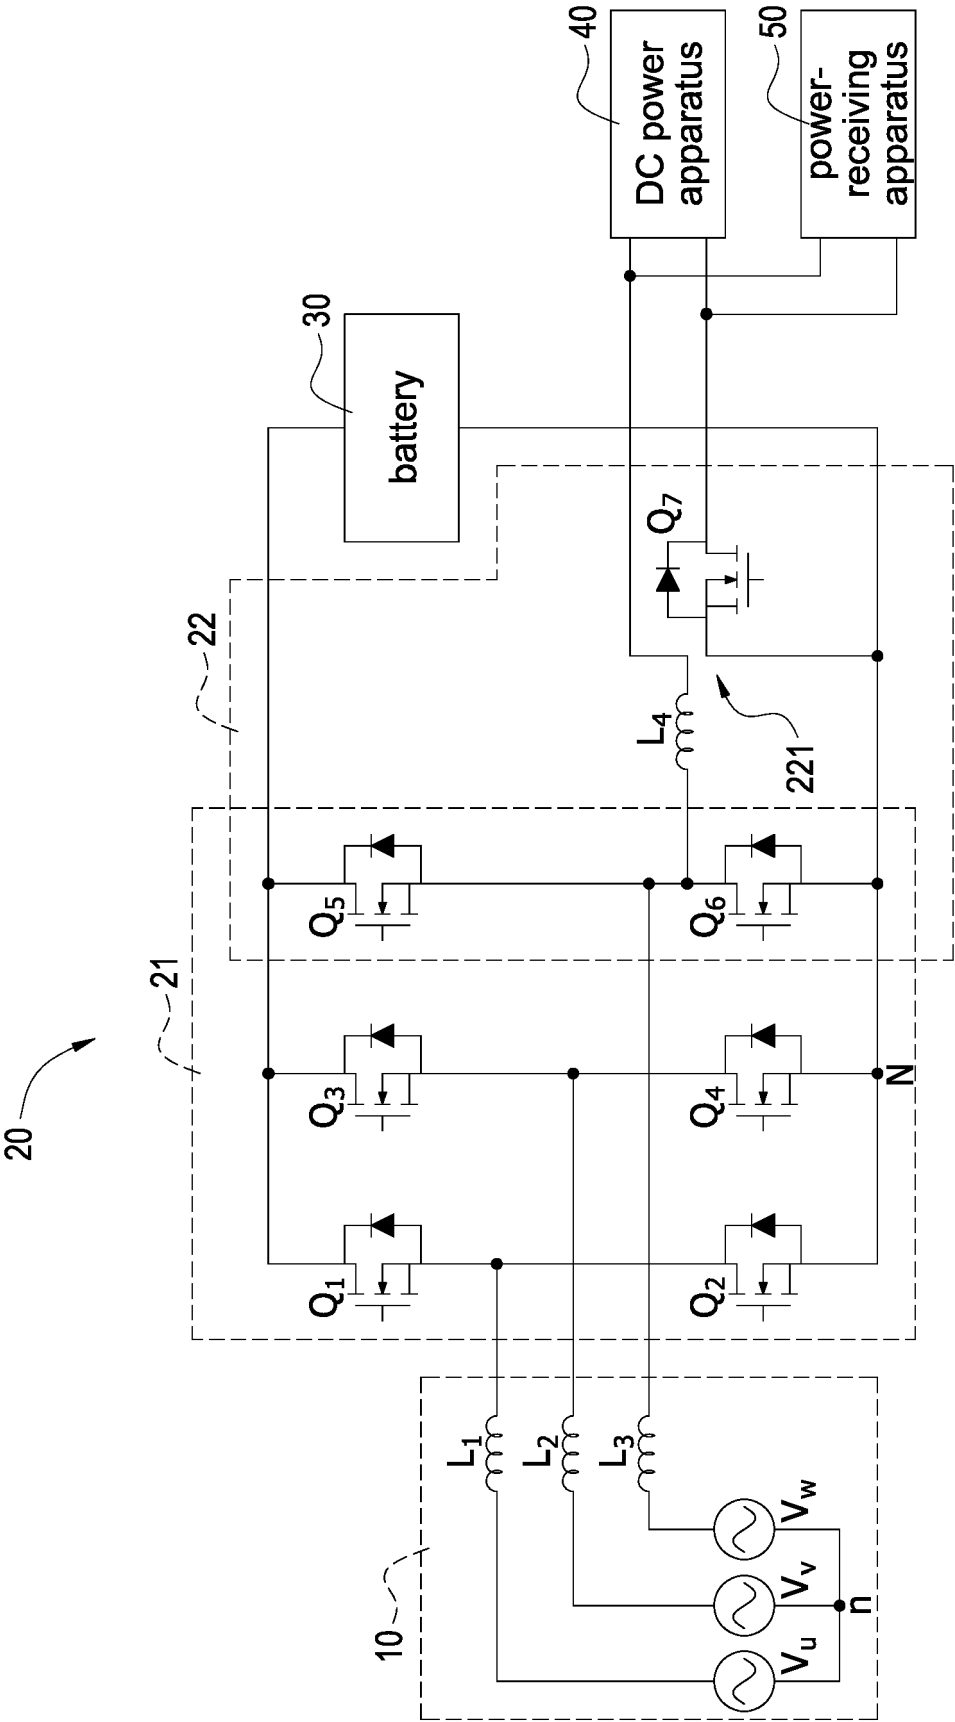 20
21
22
30
40
50
battery
DC power
apparatus
power-
receiving
apparatus
Q1
Q3
Q5
Q2
Q4
Q6
Q7
L4
221
N
10
L1
L2
L3
Vu
Vv
Vw
n